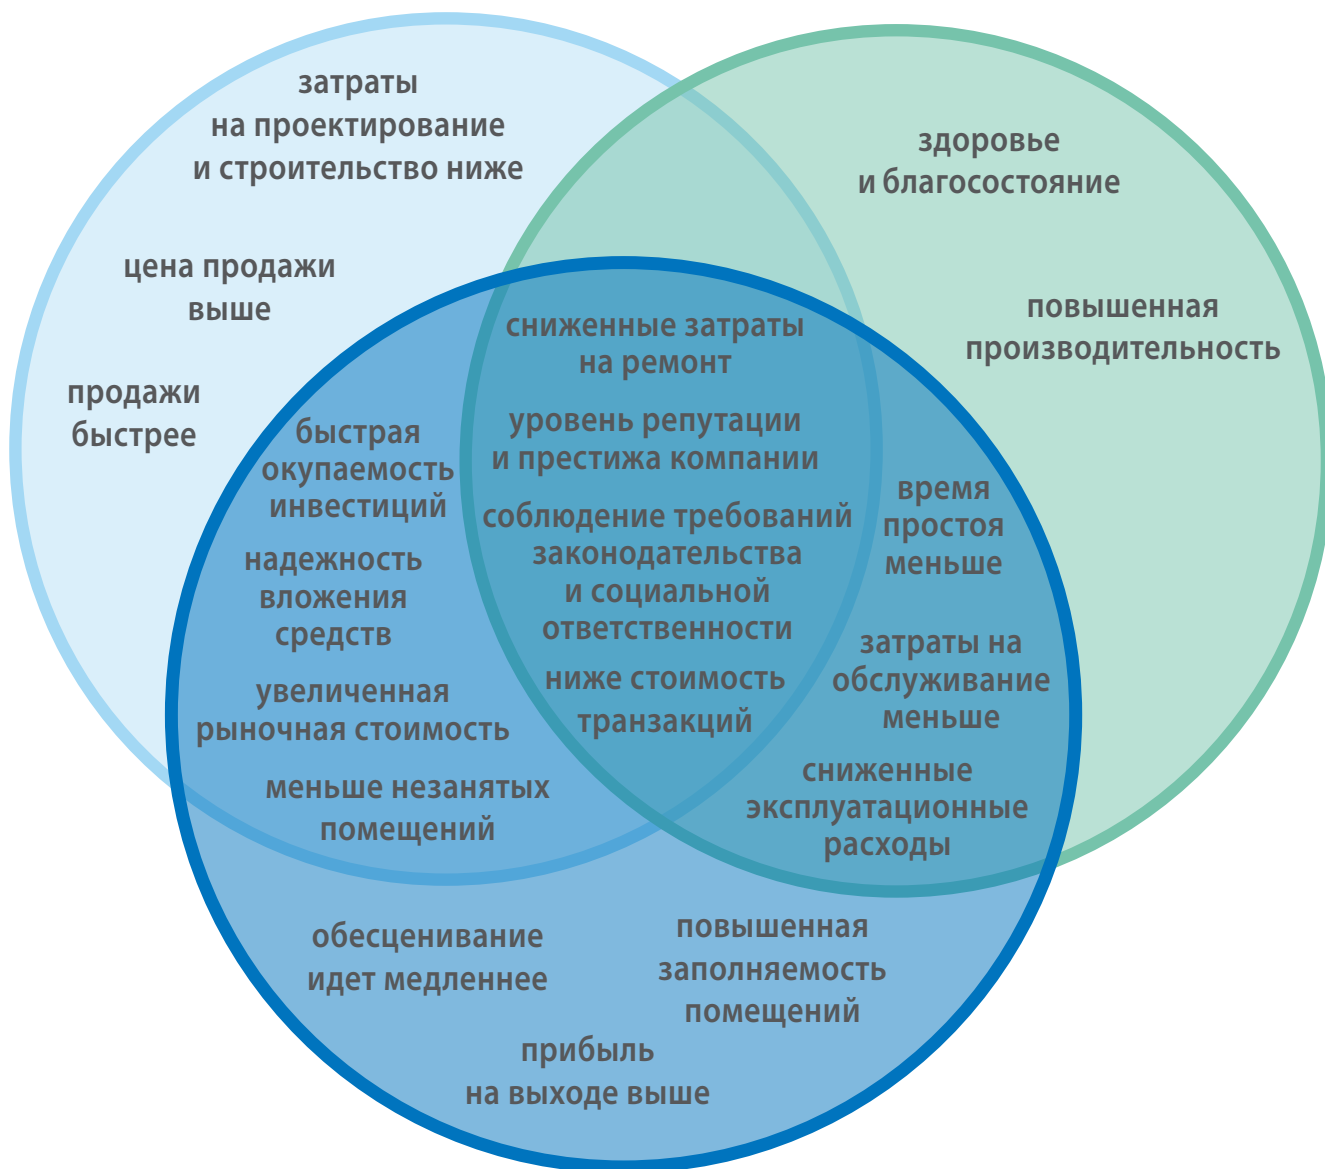 затраты
на проектирование
и строительство ниже
цена продажи
выше
продажи
быстрее
здоровье
и благосостояние
повышенная
производительность
сниженные затраты
на ремонт
уровень репутации
и престижа компании
соблюдение требований
законодательства
и социальной
ответственности
ниже стоимость
транзакций
быстрая
окупаемость
инвестиций
надежность
вложения
средств
увеличенная
рыночная стоимость
меньше незанятых
помещений
время
простоя
меньше
затраты на
обслуживание
меньше
сниженные
эксплуатационные
расходы
обесценивание
идет медленнее
повышенная
заполняемость
помещений
прибыль
на выходе выше